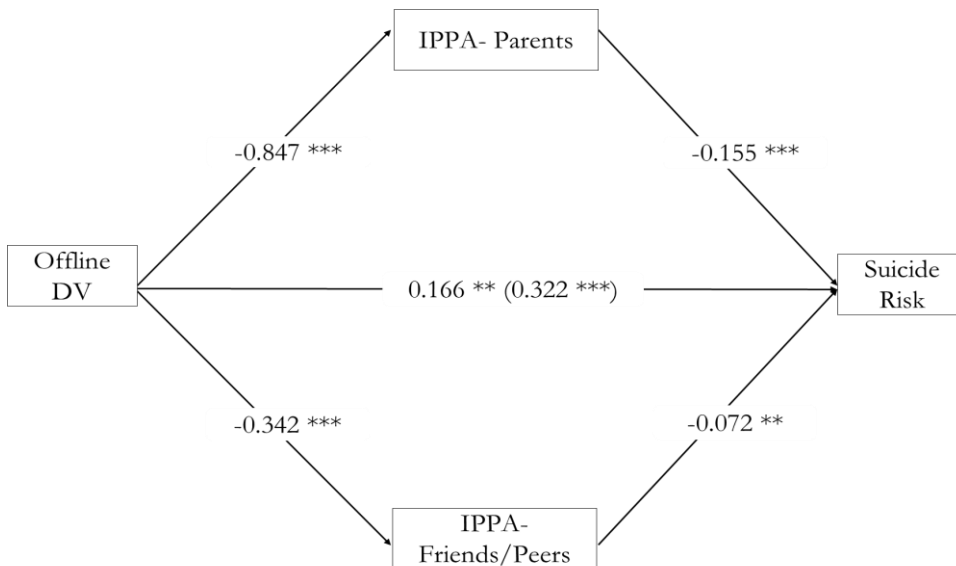 IPPA- Parents
-0.847 ***
-0.155 ***
Offline
DV
0.166 ** (0.322 ***)
Suicide
Risk
-0.342 ***
-0.072 **
IPPA-
Friends/Peers